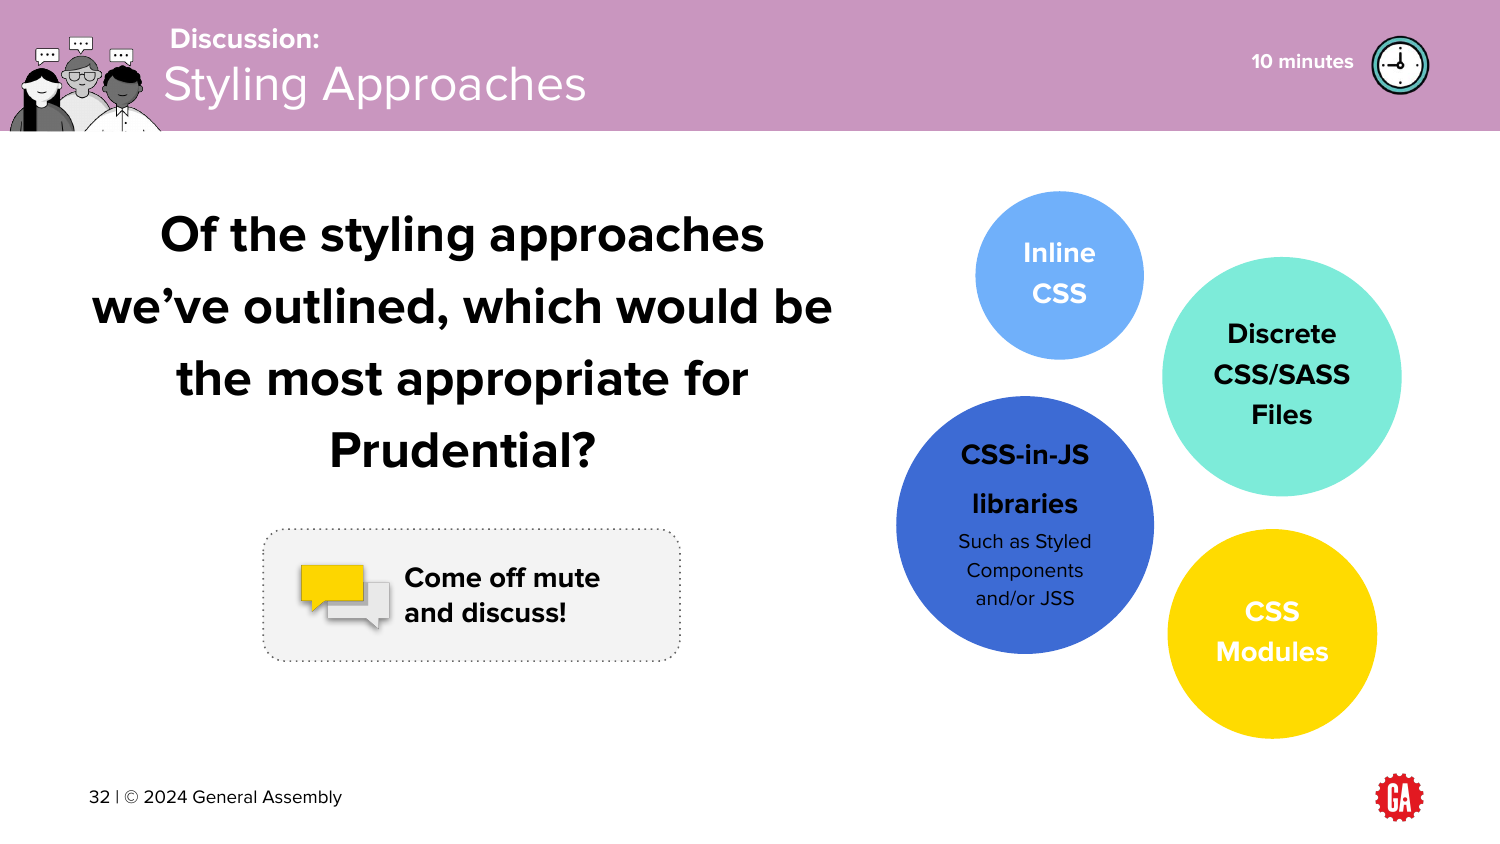 Discussion:
Styling Approaches
10 minutes
Of the styling approaches
we’ve outlined, which would be
the most appropriate for
Prudential?
Come off mute
and discuss!
Inline
CSS
Discrete
CSS/SASS
Files
CSS-in-JS
libraries
Such as Styled
Components
and/or JSS
CSS
Modules
32 | © 2024 General Assembly
GA